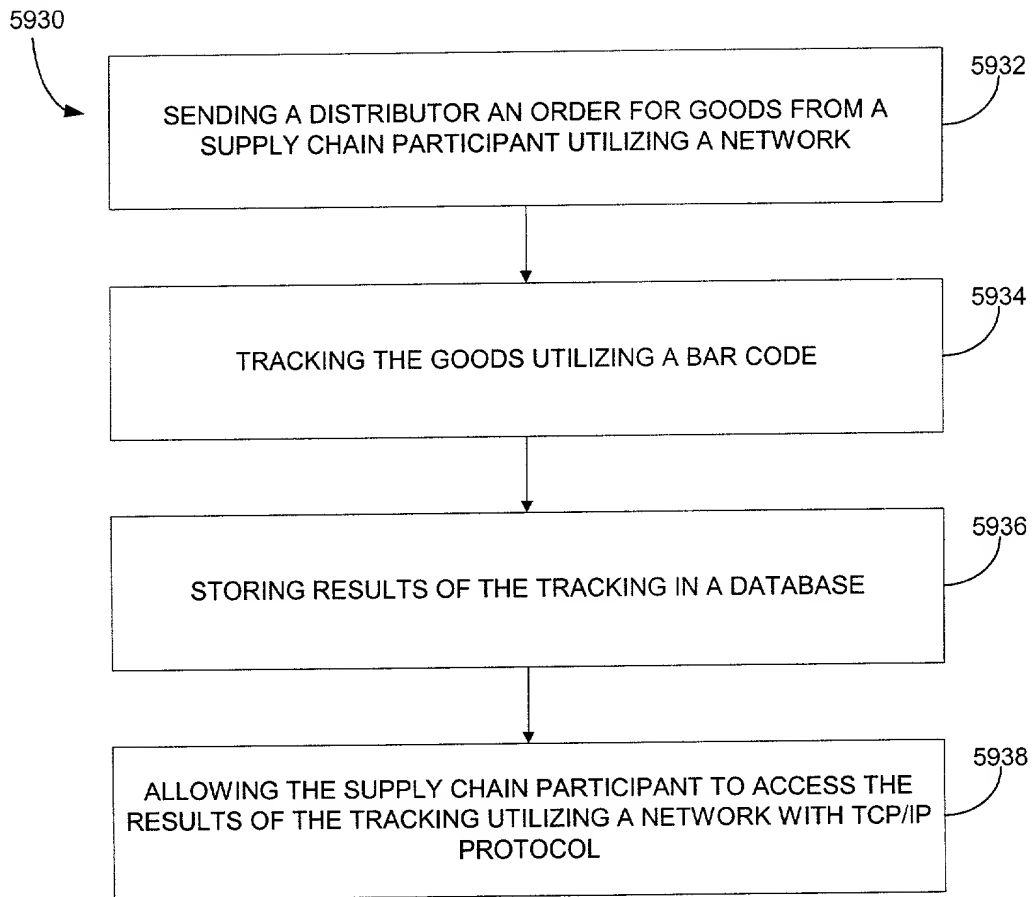 5930
5932
SENDING A DISTRIBUTOR AN ORDER FOR GOODS FROM A
SUPPLY CHAIN PARTICIPANT UTILIZING A NETWORK
5934
TRACKING THE GOODS UTILIZING A BAR CODE
5936
STORING RESULTS OF THE TRACKING IN A DATABASE
5938
ALLOWING THE SUPPLY CHAIN PARTICIPANT TO ACCESS THE
RESULTS OF THE TRACKING UTILIZING A NETWORK WITH TCP/IP
PROTOCOL